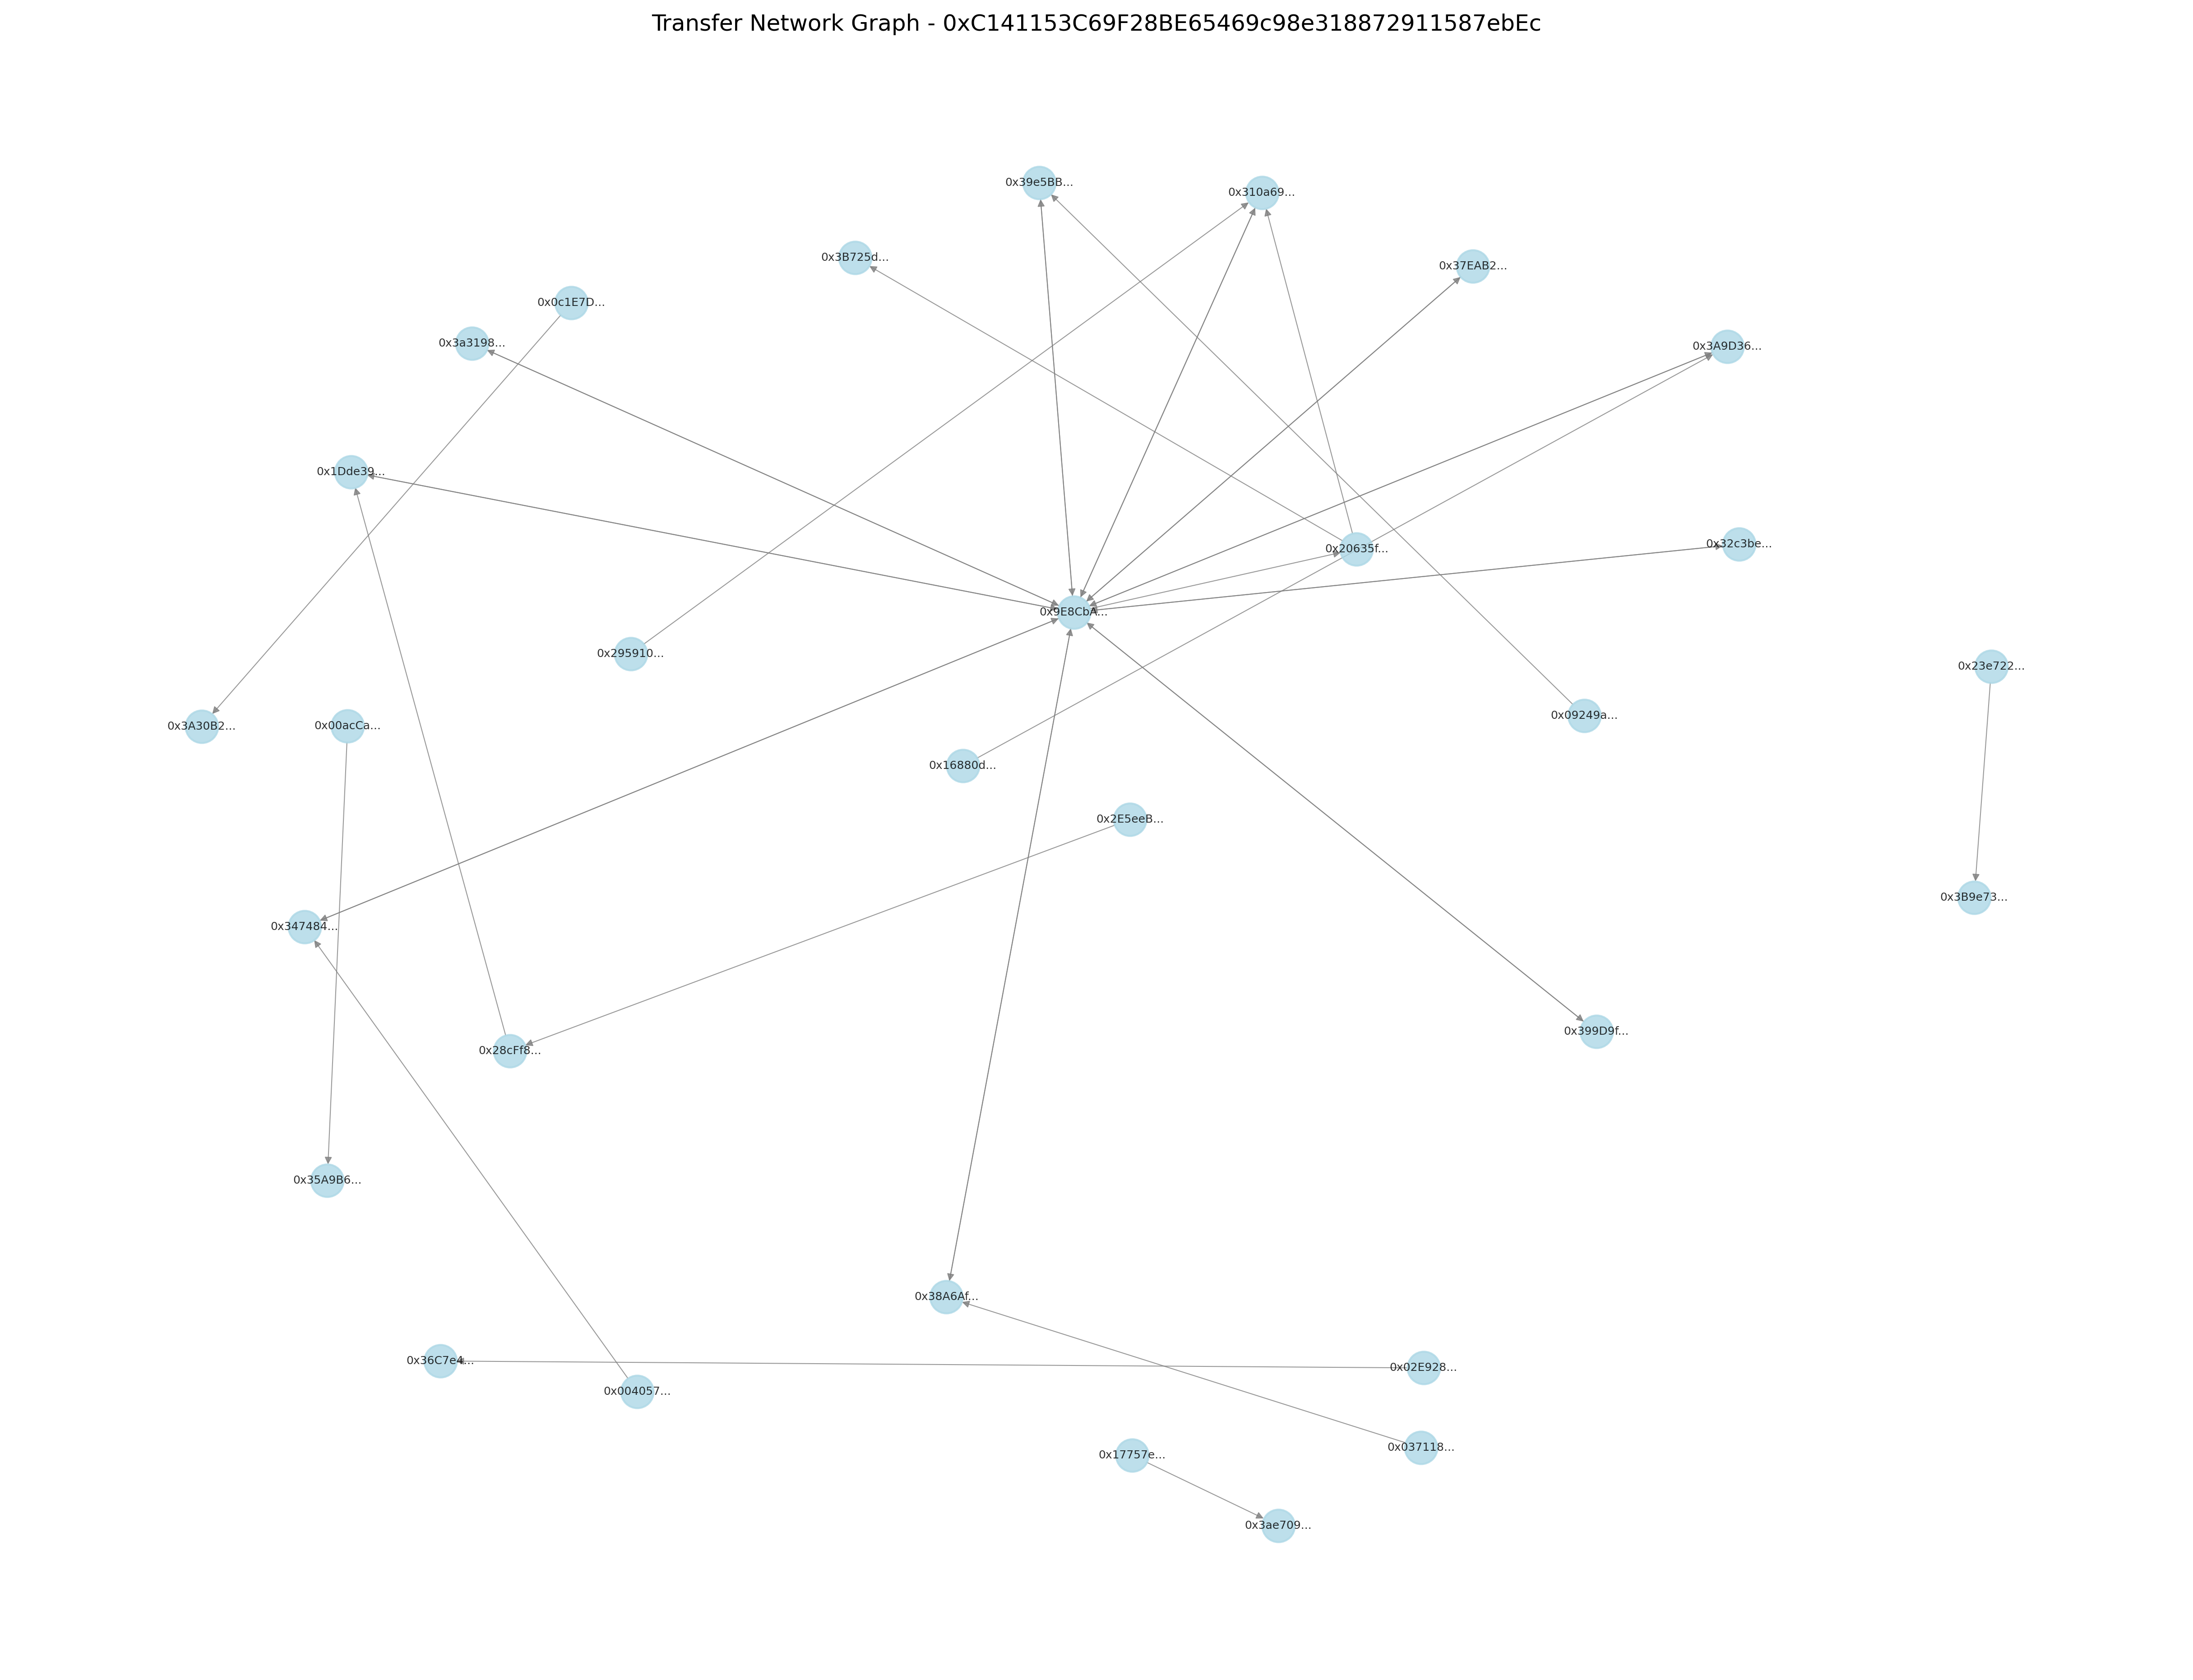 Transfer Network Graph - 0xC141153C69F28BE65469c98e318872911587ebEc
0x39e5BB...
0x310a69...
0x3B725d...
0x37EAB2...
0x0c1E7D...
0x3a3198...
0x3A9D36...
0x1Dde39...
0x32c3be...
0x20635f...
0x9E8CbA...
0x295910...
0x23e722...
0x09249a...
0x3A30B2...
0x00acCa...
0x16880d...
0x2E5eeB...
0x3B9e73...
0x347484...
0x399D9f...
0x28cFf8...
0x35A9B6...
0x38A6Af...
0x36C7e4...
0x02E928...
0x004057...
0x037118...
0x17757e...
0x3ae709...